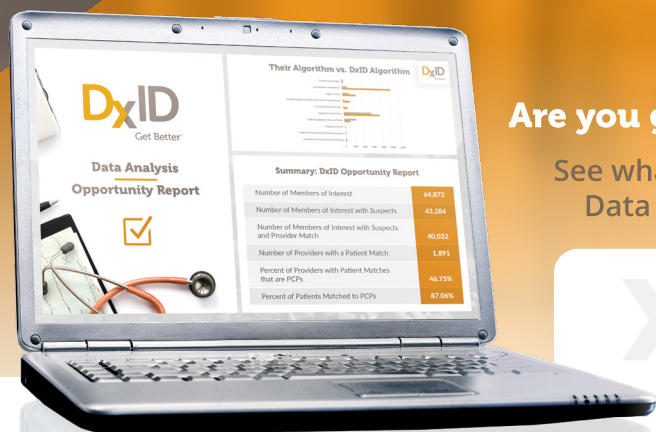 DxID
Get Better
Data Analysis
Opportunity Report
Their Algorithm vs. DxID Algorithm
DxID
Summary: DxID Opportunity Report
Number of Members of Interest 64,872
Number of Members of Interest with Suspects 43,284
Number of Members of Interest with Suspects
and Provider Match 40,032
Number of Providers with a Patient Match 1,891
Percent of Providers with Patient Matches
that are PCPs 46.75%
Percent of Patients Matched to PCPs 87.06%
Are you g
See wha
Data